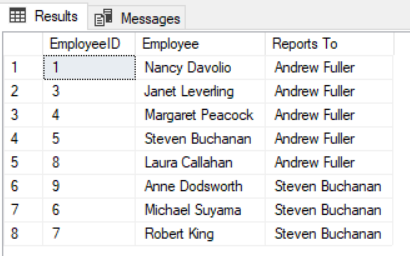 Results Messages
EmployeeID Employee Reports To
1 1 Nancy Davolio Andrew Fuller
2 3 Janet Leverling Andrew Fuller
3 4 Margaret Peacock Andrew Fuller
4 5 Steven Buchanan Andrew Fuller
5 8 Laura Callahan Andrew Fuller
6 9 Anne Dodsworth Steven Buchanan
7 6 Michael Suyama Steven Buchanan
8 7 Robert King Steven Buchanan